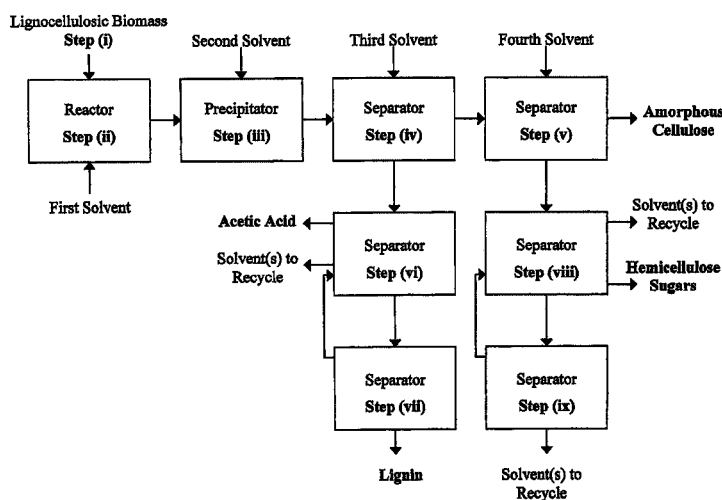 Lignocellulosic Biomass
Step (i)
Second Solvent
Third Solvent
Fourth Solvent
Reactor
Step (ii)
Precipitator
Step (iii)
Separator
Step (iv)
Separator
Step (v)
Amorphous
Cellulose
First Solvent
Acetic Acid
Solvent(s) to
Recycle
Separator
Step (vi)
Separator
Step (viii)
Solvent(s) to
Recycle
Hemicellulose
Sugars
Separator
Step (vii)
Separator
Step (ix)
Lignin
Solvent(s) to
Recycle